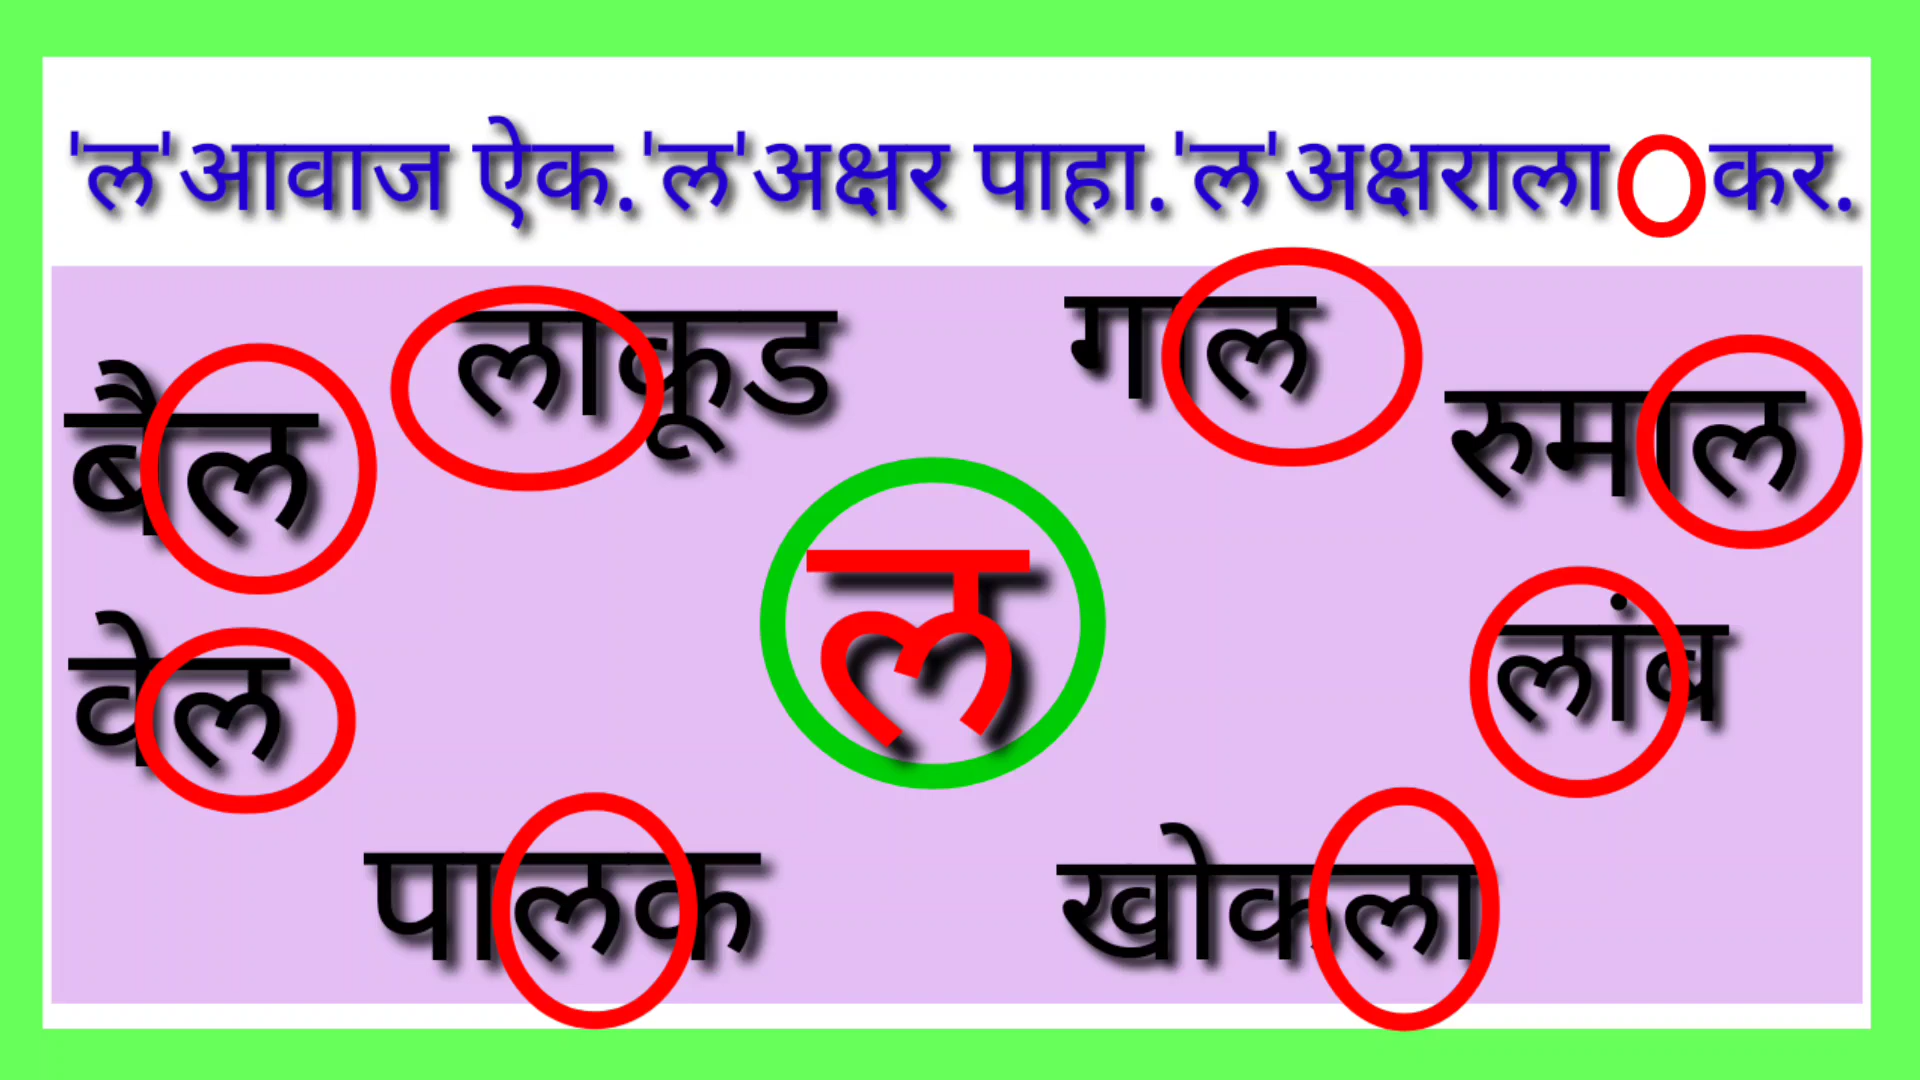 'ल'आवाज ऐक.'ल'अक्षर पाहा.'ल'अक्षराला कर.
बैल
लाकूड
गाल
रुमाल
ल
वेल
लांब
पालक
खोकला